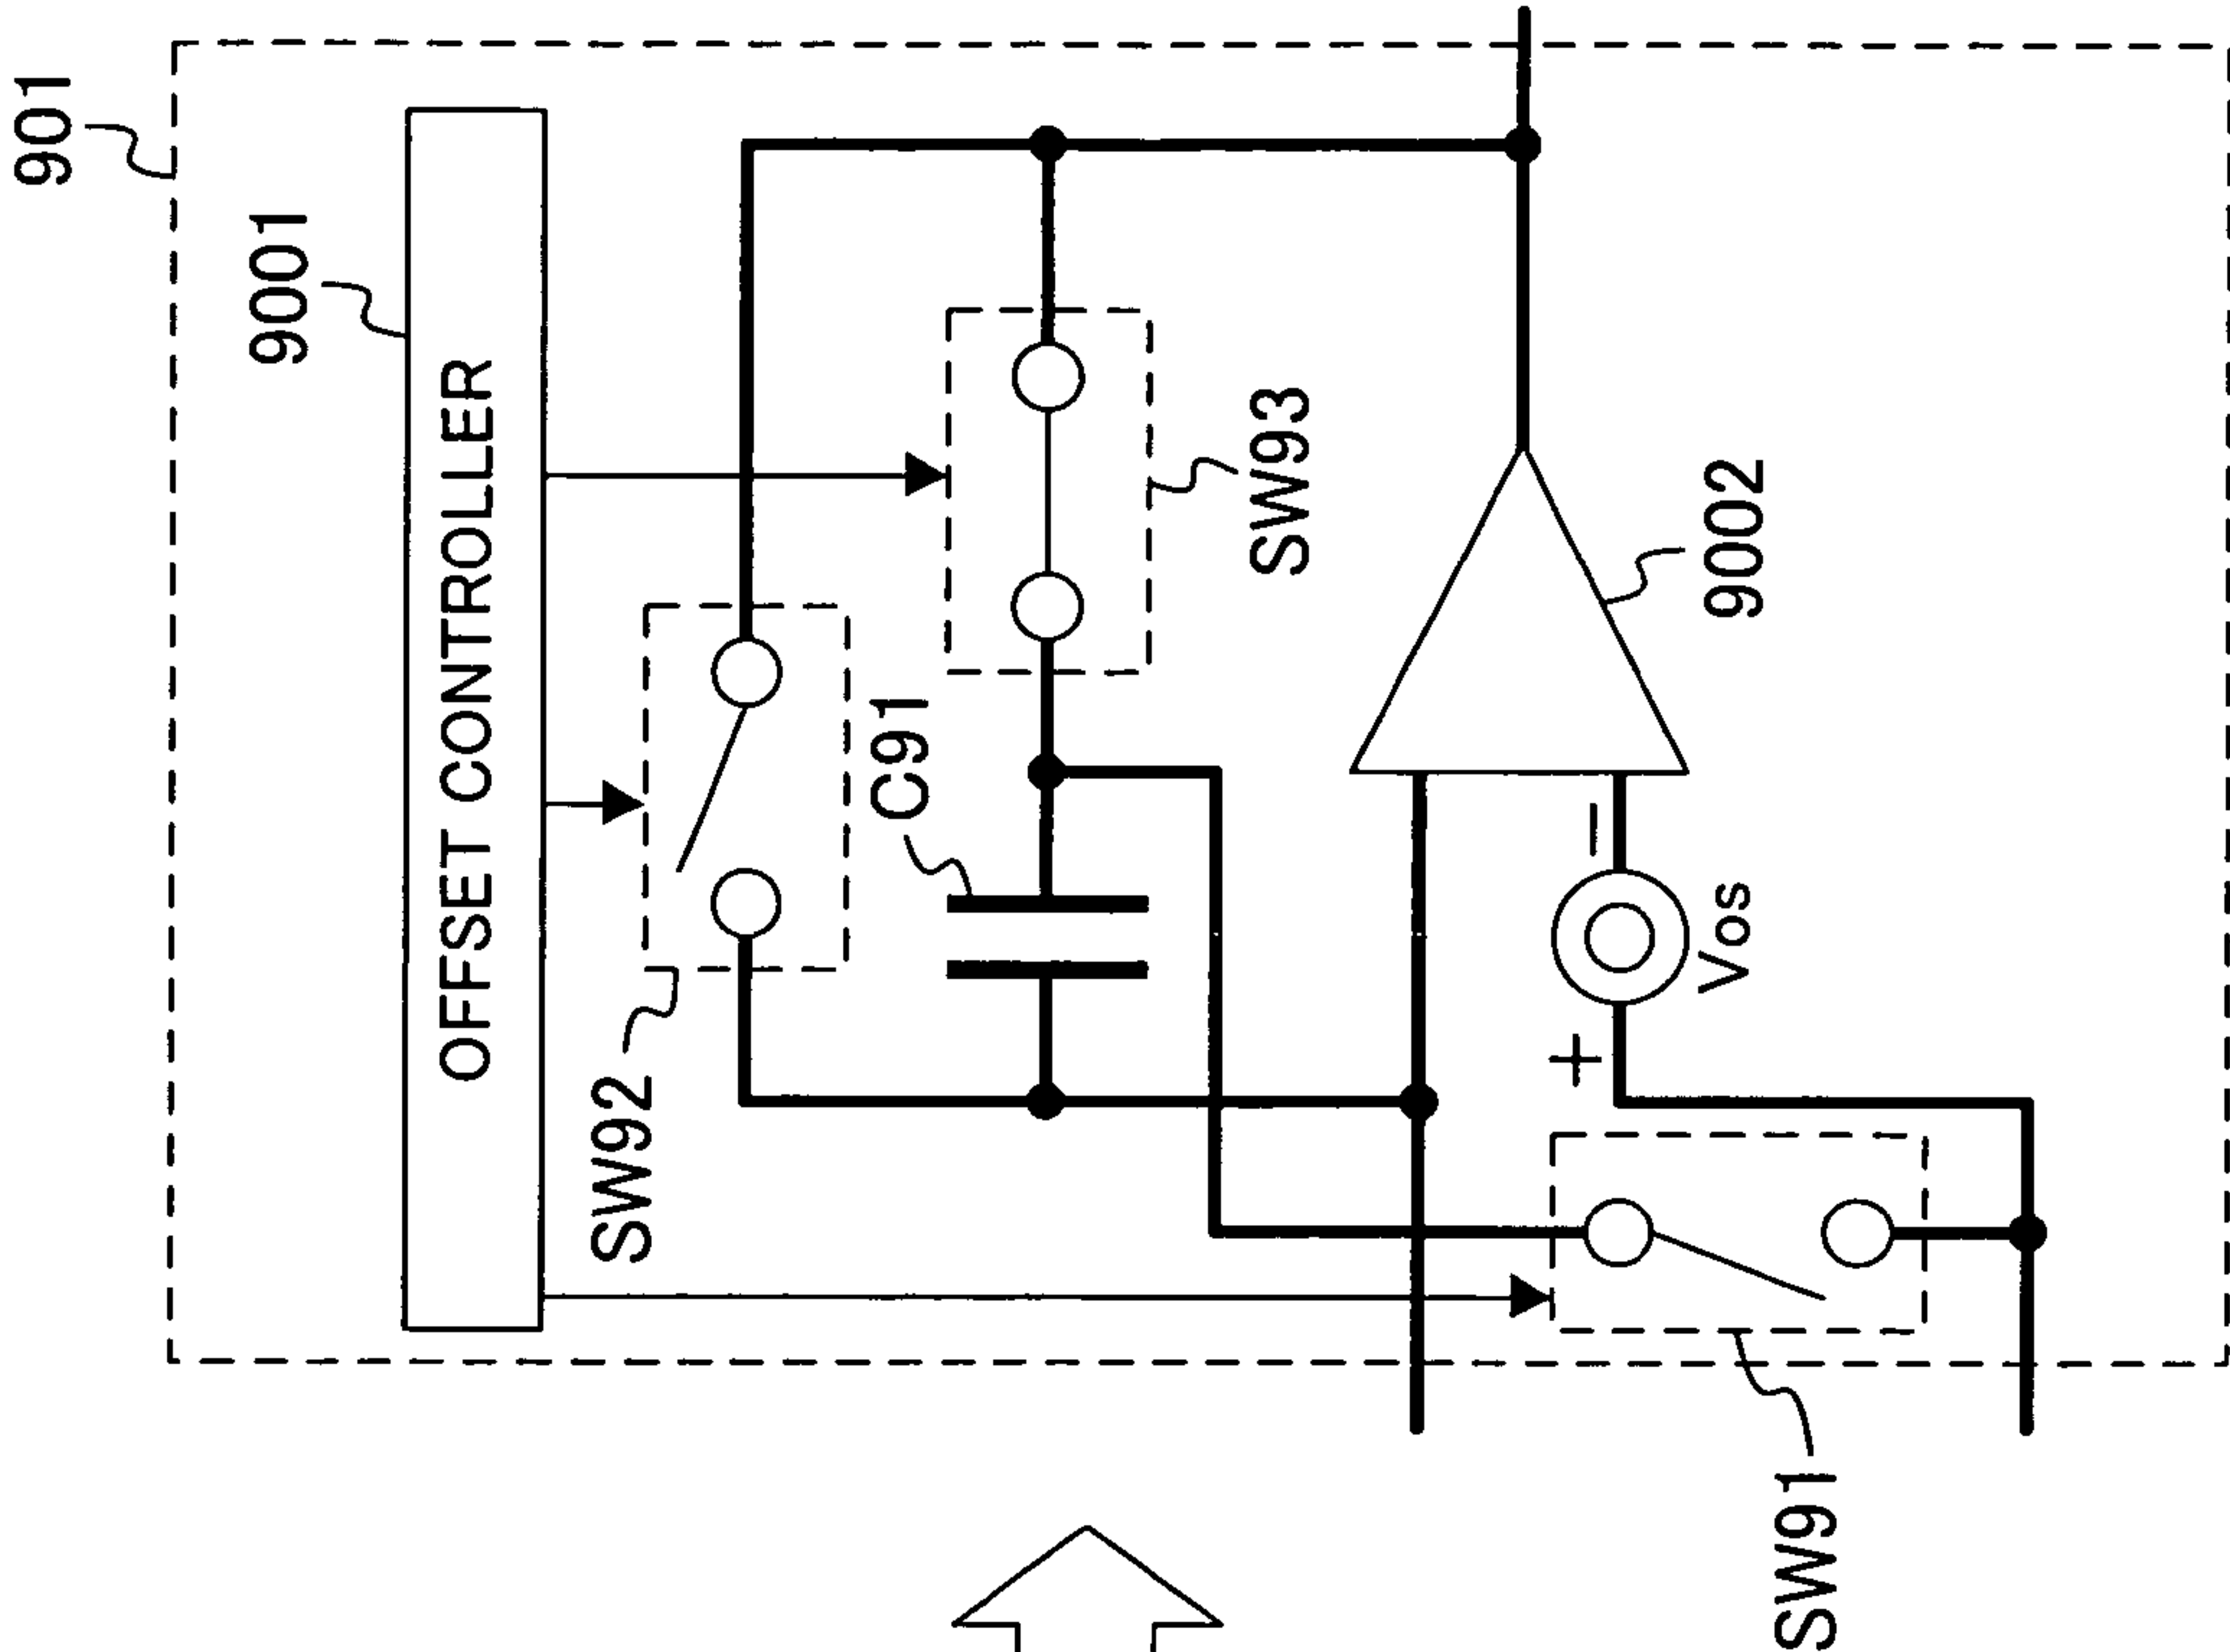 901
9001
OFFSET CONTROLLER
SW92
C91
SW93
9002
+
−
Vos
SW91